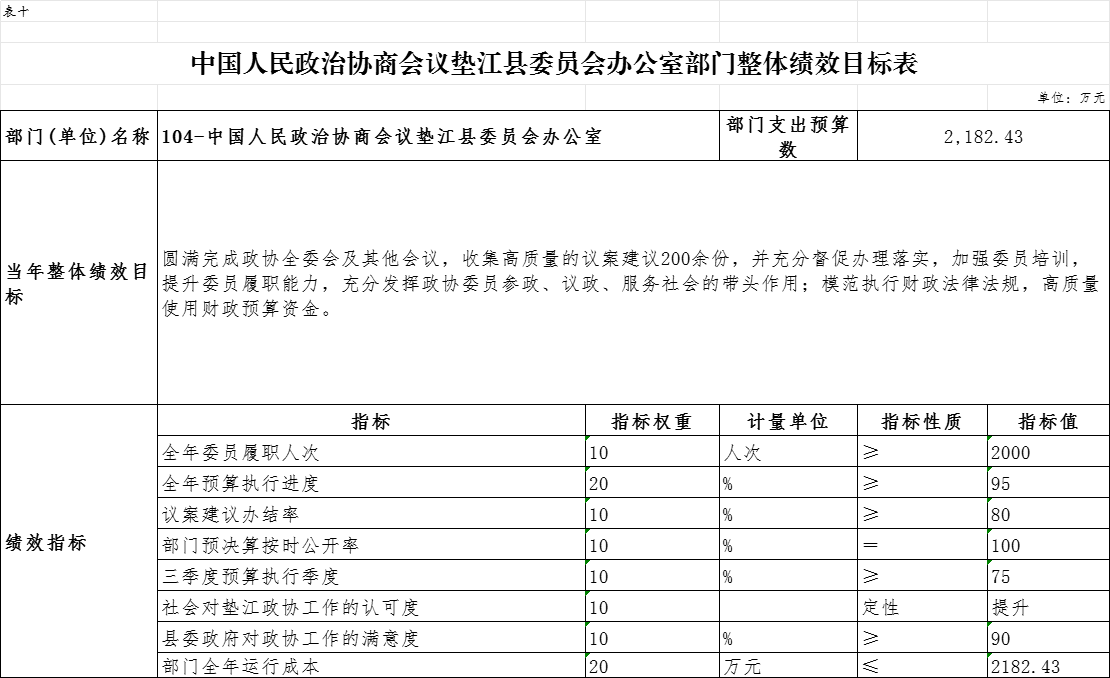 表十
中国人民政治协商会议垫江县委员会办公室部门整体绩效目标表
单位：万元
部门(单位)名称 104-中国人民政治协商会议垫江县委员会办公室 部门支出预算数 2,182.43
当年整体绩效目标
圆满完成政协全委会及其他会议，收集高质量的议案建议200余份，并充分督促办理落实，加强委员培训，
提升委员履职能力，充分发挥政协委员参政、议政、服务社会的带头作用；模范执行财政法律法规，高质量
使用财政预算资金。
绩效指标
指标 指标权重 计量单位 指标性质 指标值
全年委员履职人次 10 人次 ≥ 2000
全年预算执行进度 20 % ≥ 95
议案建议办结率 10 % ≥ 80
部门预决算按时公开率 10 % ＝ 100
三季度预算执行季度 10 % ≥ 75
社会对垫江政协工作的认可度 10 定性 提升
县委政府对政协工作的满意度 10 % ≥ 90
部门全年运行成本 20 万元 ≤ 2182.43